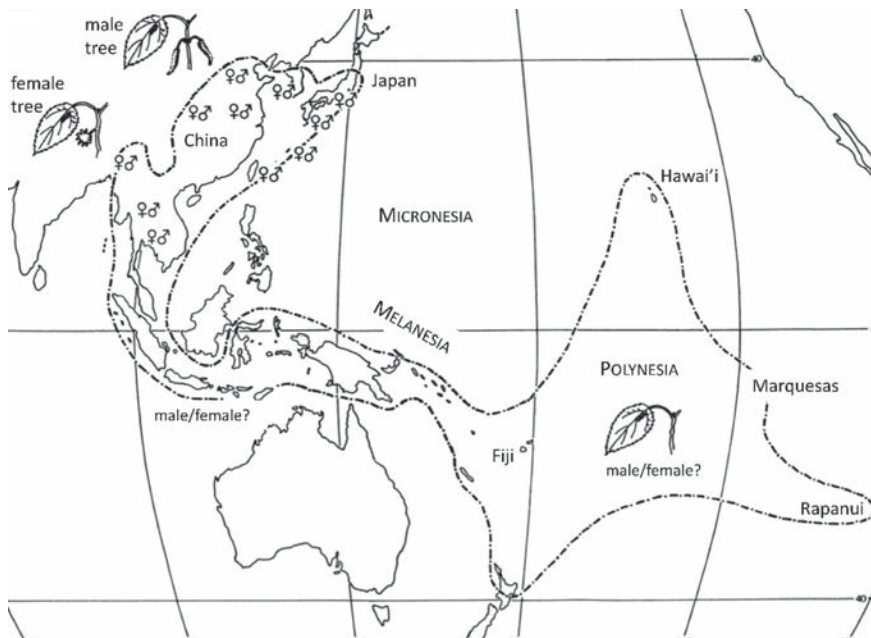 male
tree
female
tree
40
Japan
China
Hawai'i
MICRONESIA
MELANESIA
POLYNESIA
Marquesas
male/female?
Fiji
male/female?
Rapanui
40
40